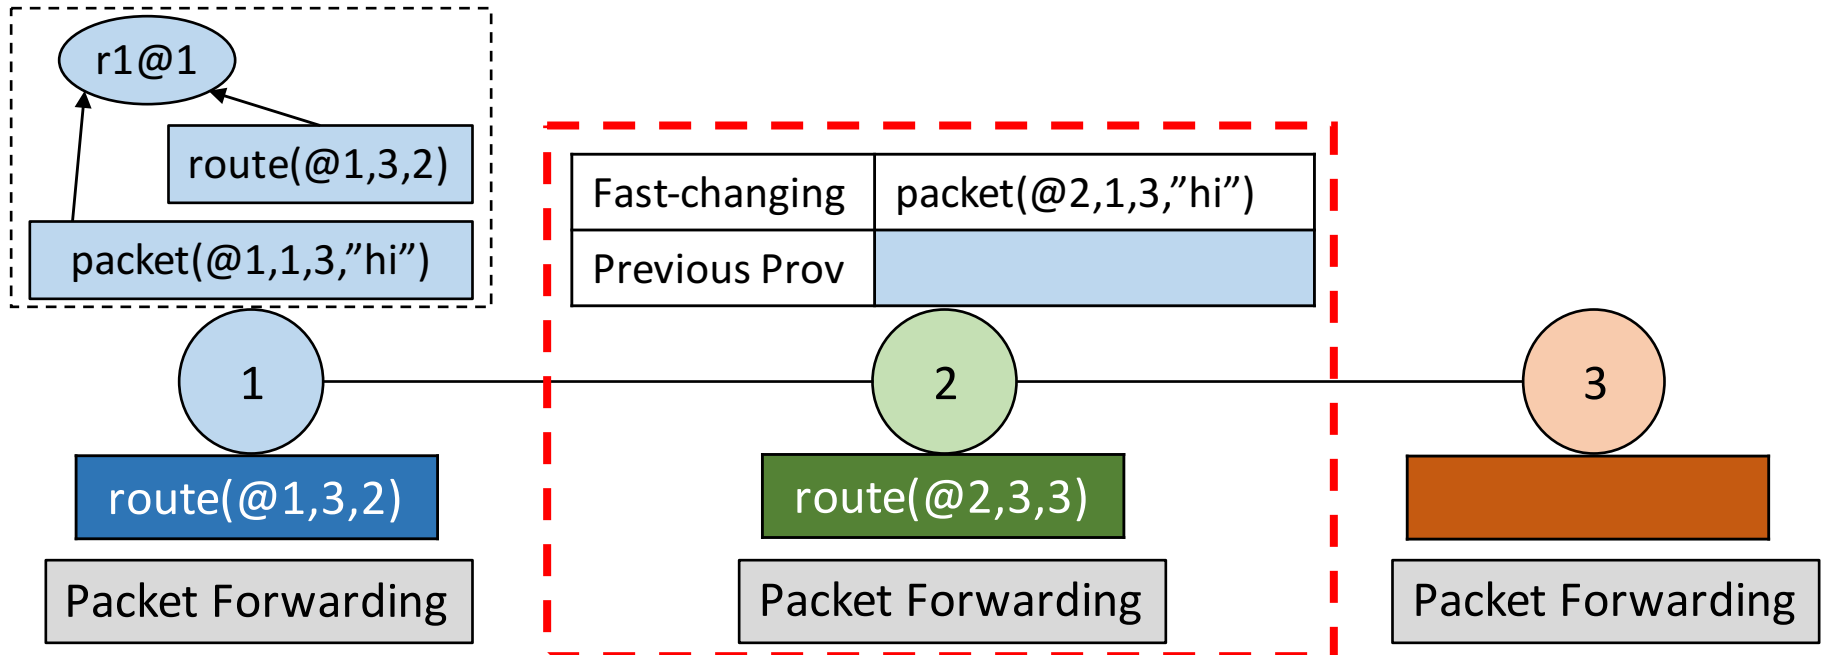 r1@1
route(@1,3,2)
packet(@1,1,3,”hi”)
Fast-changing packet(@2,1,3,”hi”)
Previous Prov
1 2 3
route(@1,3,2) route(@2,3,3)
Packet Forwarding Packet Forwarding Packet Forwarding